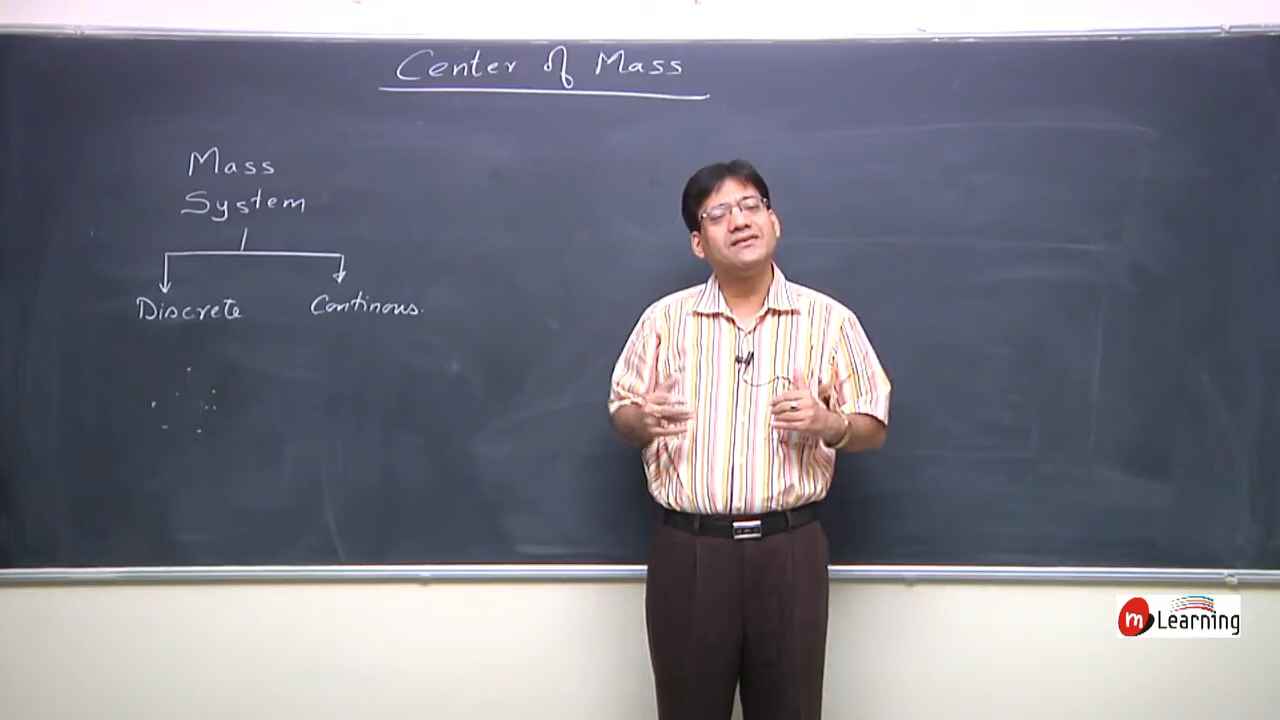 Center of Mass
Mass
System
Discrete
Continous.
m Learning